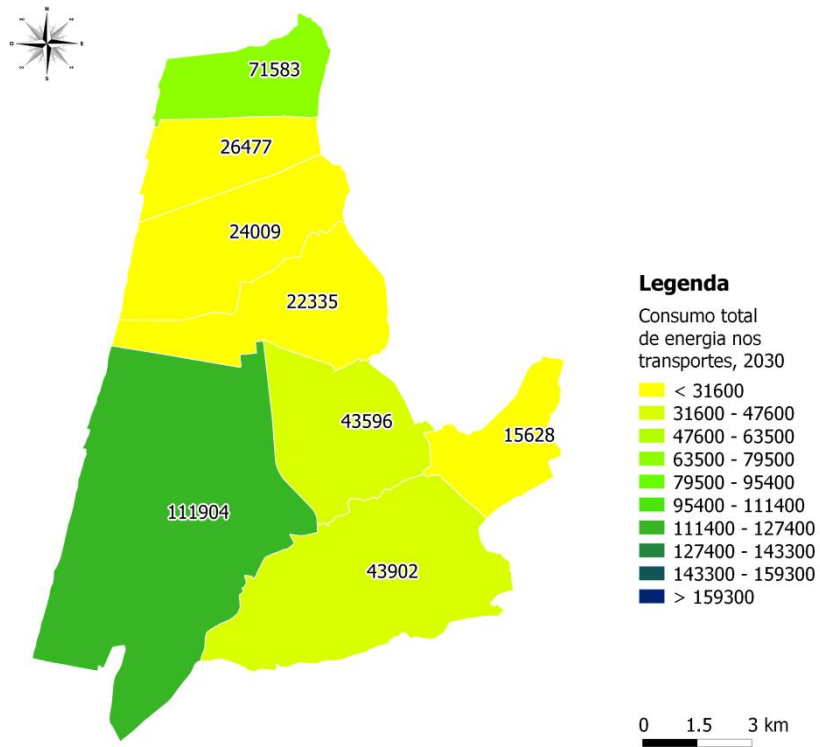 N
O
E
S
71583
26477
24009
22335
43596
15628
111904
43902
Legenda
Consumo total
de energia nos
transportes, 2030
< 31600
31600 - 47600
47600 - 63500
63500 - 79500
79500 - 95400
95400 - 111400
111400 - 127400
127400 - 143300
143300 - 159300
> 159300
0 1.5 3 km